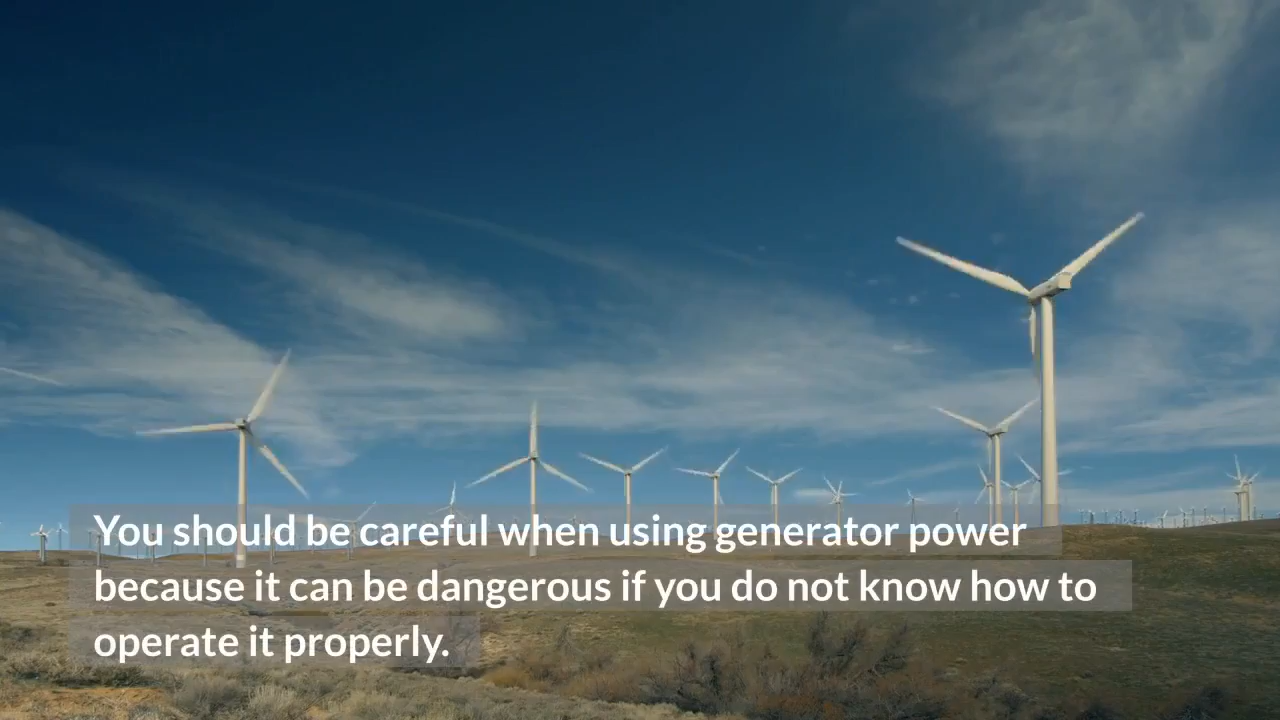 You should be careful when using generator power
because it can be dangerous if you do not know how to
operate it properly.